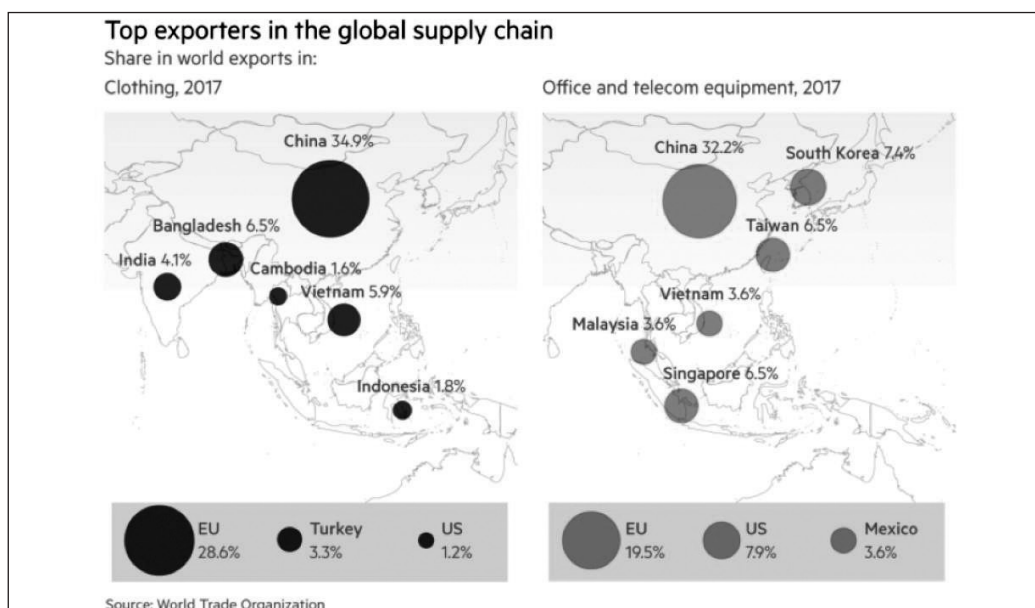 Top exporters in the global supply chain
Share in world exports in:
Clothing, 2017
China 34.9%
Bangladesh 6.5%
India 4.1%
Cambodia 1.6%
Vietnam 5.9%
Indonesia 1.8%
EU
28.6%
Turkey
3.3%
US
1.2%
Office and telecom equipment, 2017
China 32.2%
South Korea 7.4%
Taiwan 6.5%
Vietnam 3.6%
Malaysia 3.6%
Singapore 6.5%
EU
19.5%
US
7.9%
Mexico
3.6%
Source: World Trade Organization